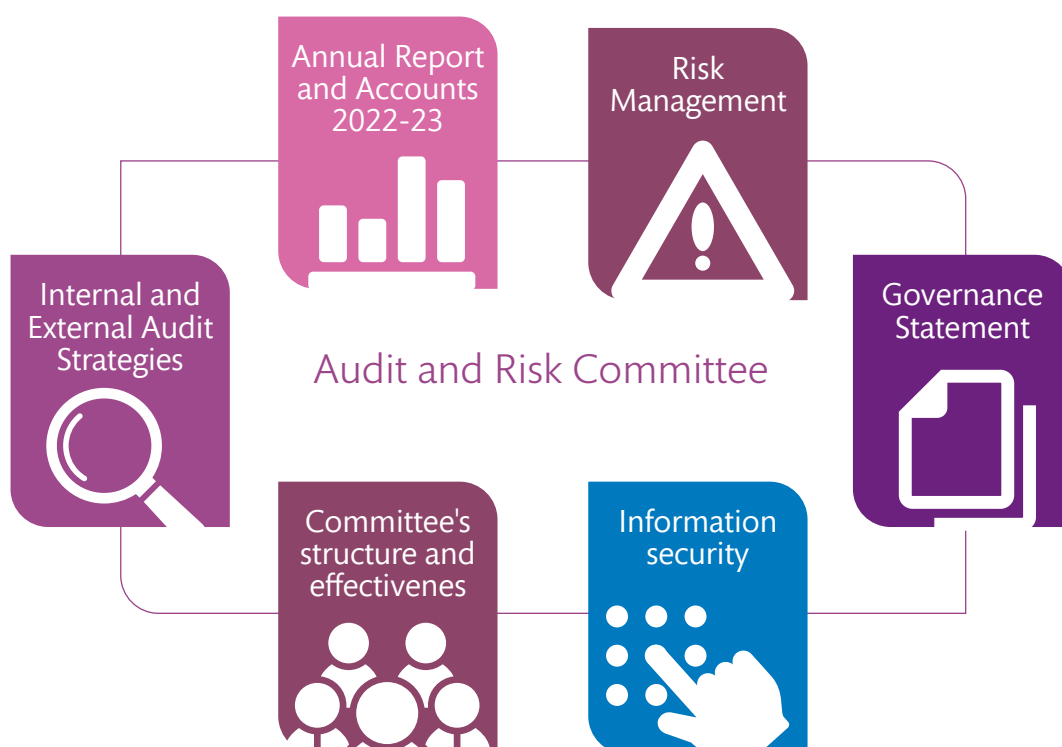 Annual Report
and Accounts
2022-23
Risk
Management
Internal and
External Audit
Strategies
Governance
Statement
Audit and Risk Committee
Committee's
structure and
effectivenes
Information
security